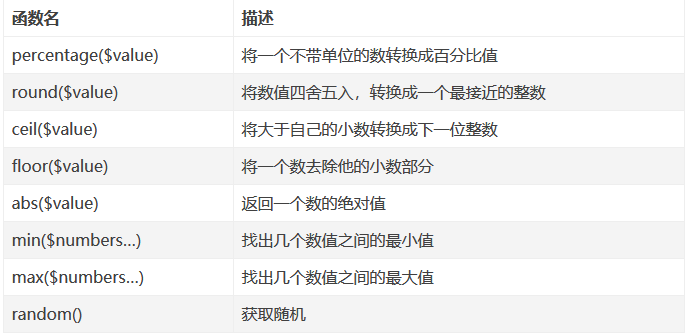 函数名 描述
percentage($value) 将一个不带单位的数转换成百分比值
round($value) 将数值四舍五入，转换成一个最接近的整数
ceil($value) 将大于自己的小数转换成下一位整数
floor($value) 将一个数去除他的小数部分
abs($value) 返回一个数的绝对值
min($numbers…) 找出几个数值之间的最小值
max($numbers…) 找出几个数值之间的最大值
random() 获取随机